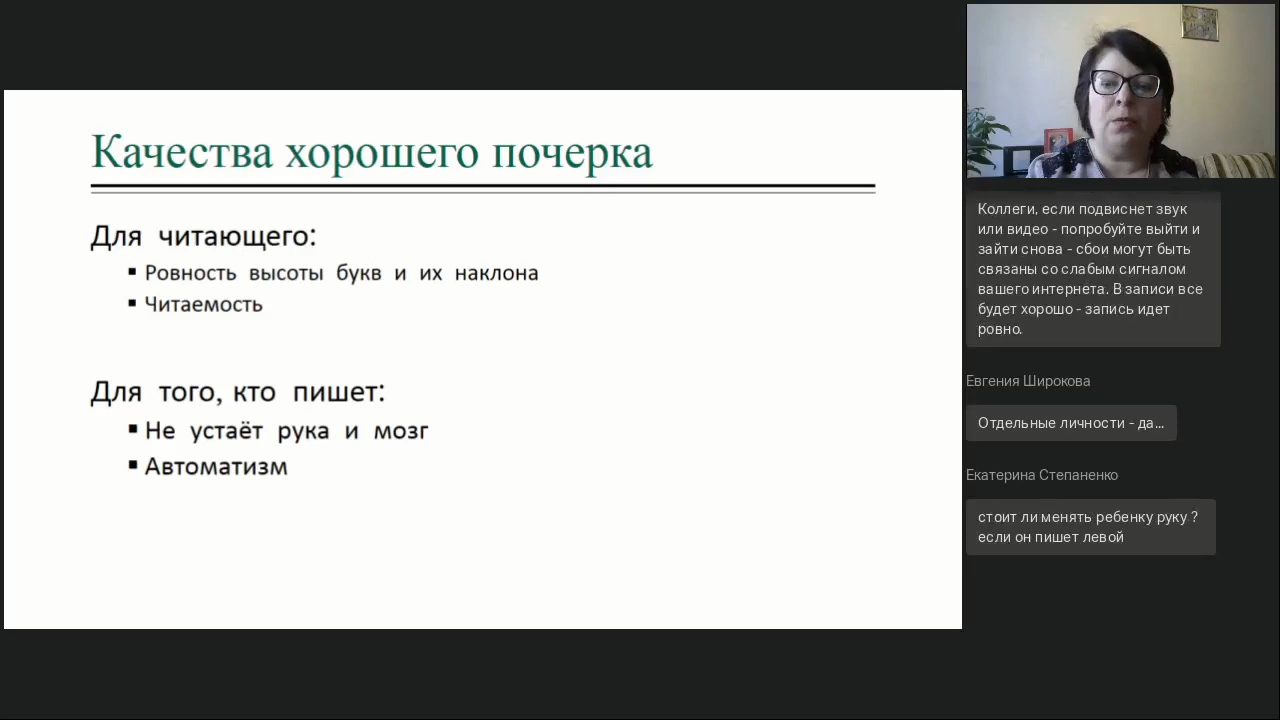 Качества хорошего почерка
Для читающего:
▪ Ровность высоты букв и их наклона
▪ Читаемость
Для того, кто пишет:
▪ Не устаёт рука и мозг
▪ Автоматизм
Коллеги, если подвиснет звук
или видео - попробуйте выйти и
зайти снова - сбои могут быть
связаны со слабым сигналом
вашего интернета. В записи все
будет хорошо - запись идет
ровно.
Евгения Широкова
Отдельные личности - да...
Екатерина Степаненко
стоит ли менять ребенку руку ?
если он пишет левой